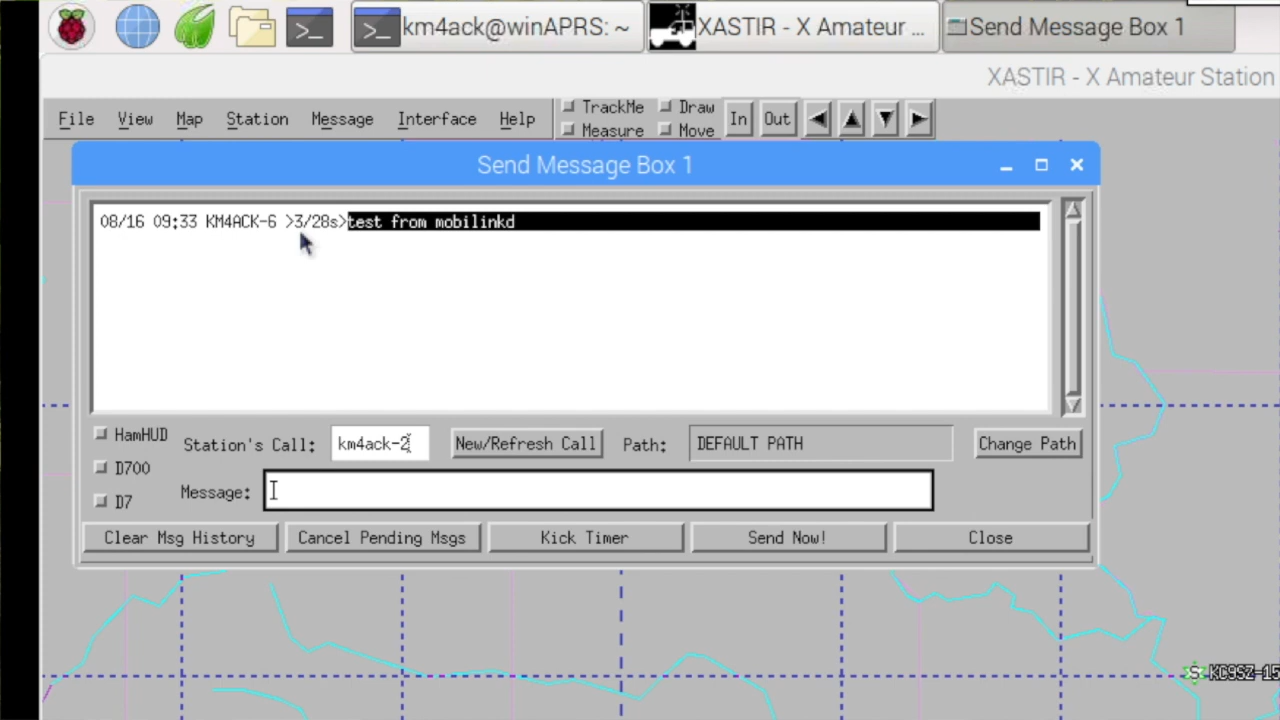 km4ack@winAPRS: ~
XASTIR - X Amateur ...
Send Message Box 1
XASTIR - X Amateur Station
File View Map Station Message Interface Help
TrackMe Draw In Out
Measure Move
Send Message Box 1
08/16 09:33 KM4ACK-6 >3/28s>test from mobilinkd
HamHUD
Station's Call: km4ack-2 New/Refresh Call Path: DEFAULT PATH Change Path
D700
Message:
D7
Clear Msg History Cancel Pending Msgs Kick Timer Send Now! Close
KC9SZ-15